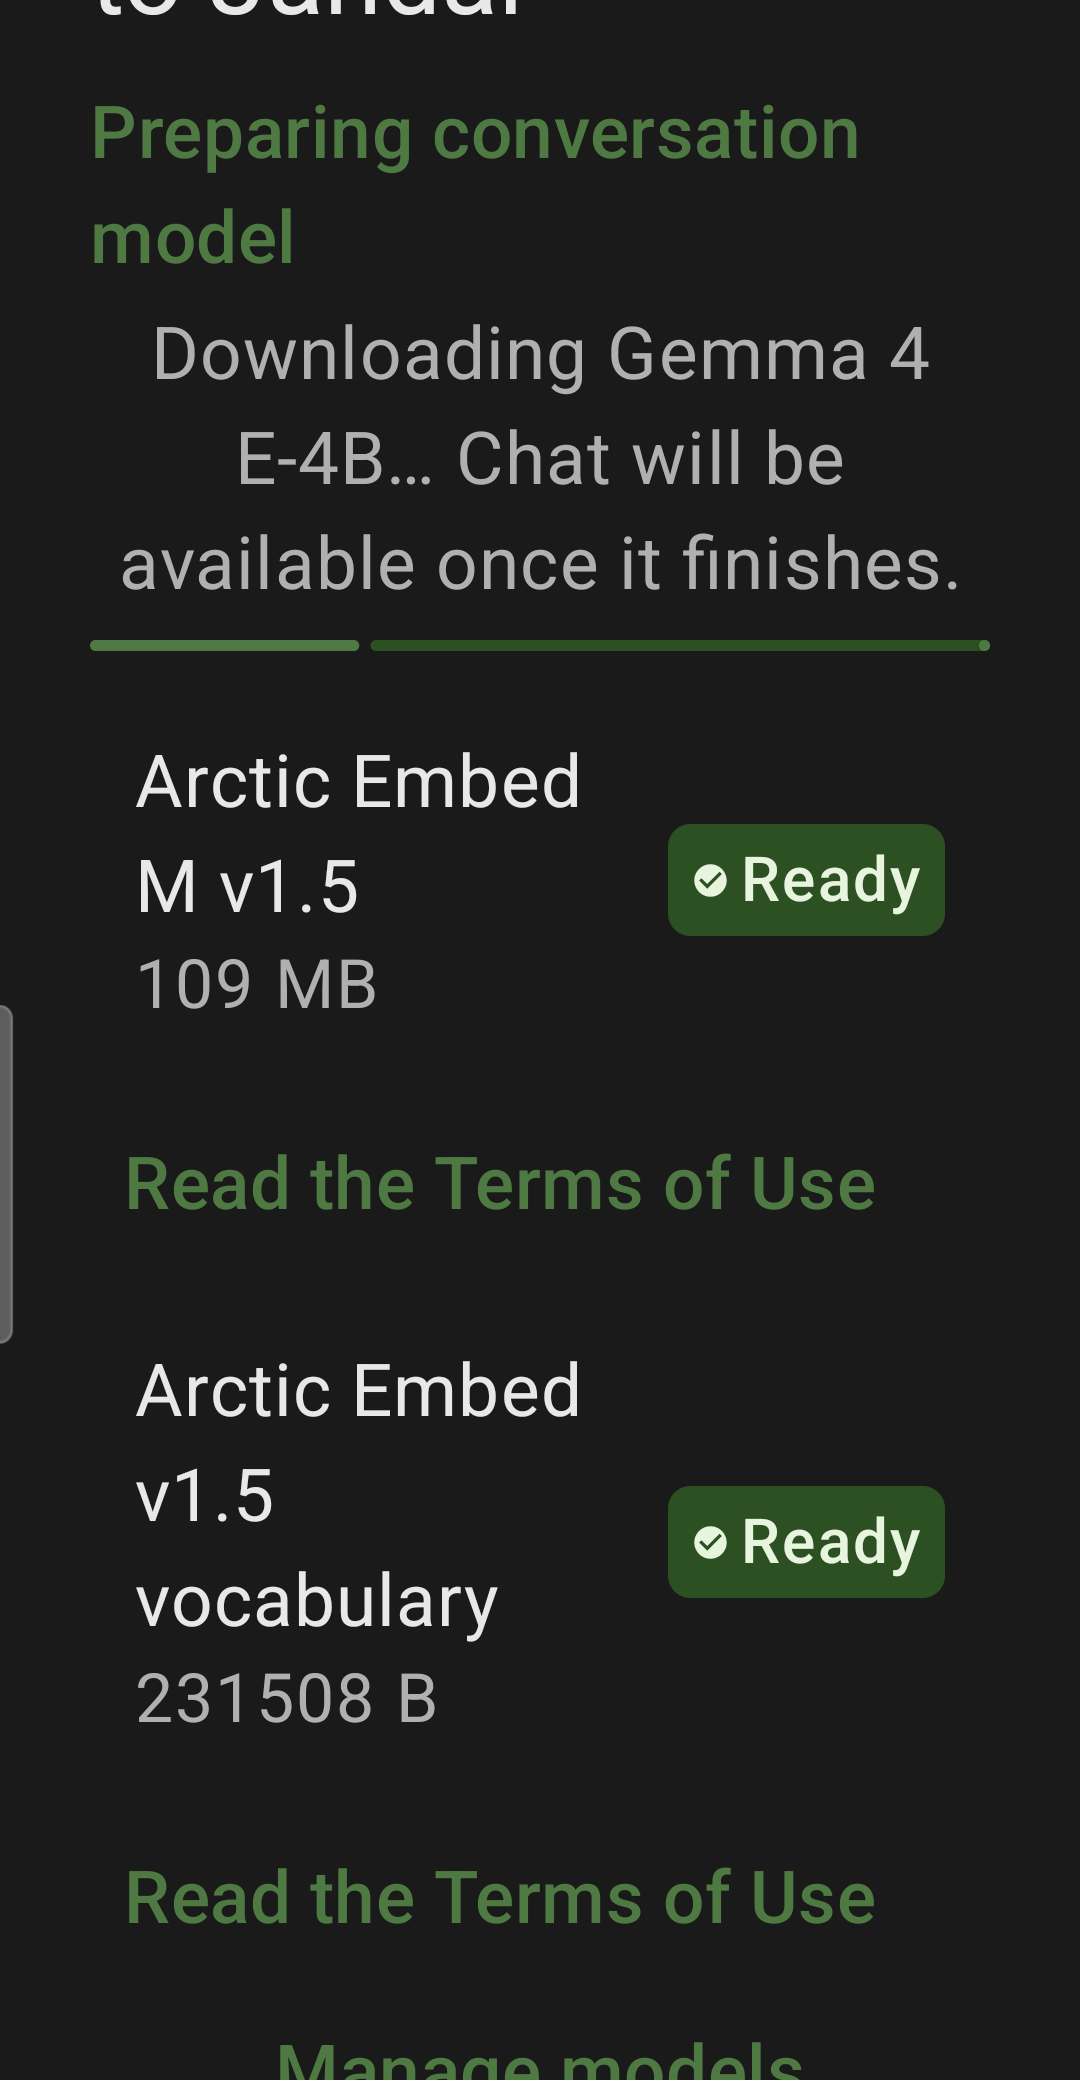 Preparing conversation
model
Downloading Gemma 4
E-4B… Chat will be
available once it finishes.
Arctic Embed
M v1.5
Ready
109 MB
Read the Terms of Use
Arctic Embed
v1.5
Ready
vocabulary
231508 B
Read the Terms of Use
Manage models